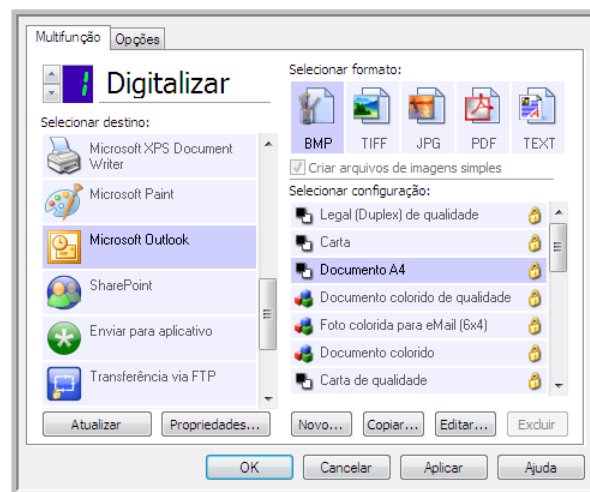 Multifunção
Opções
1
Digitalizar
Selecionar destino:
Microsoft XPS Document
Writer
Microsoft Paint
Microsoft Outlook
SharePoint
Enviar para aplicativo
Transferência via FTP
Atualizar
Propriedades...
Selecionar formato:
BMP
TIFF
JPG
PDF
TEXT
Criar arquivos de imagens simples
Selecionar configuração:
Legal (Duplex) de qualidade
Carta
Documento A4
Documento colorido de qualidade
Foto colorida para eMail (6x4)
Documento colorido
Carta de qualidade
Novo...
Copiar...
Editar...
Excluir
OK
Cancelar
Aplicar
Ajuda